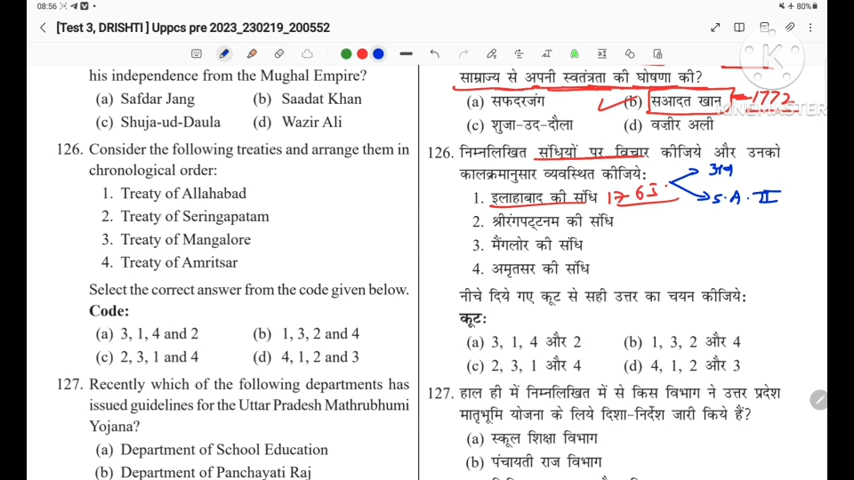 08:56
80%
[Test 3, DRISHTI ] Uppcs pre 2023_230219_200552
his independence from the Mughal Empire?
(a) Safdar Jang (b) Saadat Khan
(c) Shuja-ud-Daula (d) Wazir Ali
126. Consider the following treaties and arrange them in
chronological order:
1. Treaty of Allahabad
2. Treaty of Seringapatam
3. Treaty of Mangalore
4. Treaty of Amritsar
Select the correct answer from the code given below.
Code:
(a) 3, 1, 4 and 2 (b) 1, 3, 2 and 4
(c) 2, 3, 1 and 4 (d) 4, 1, 2 and 3
127. Recently which of the following departments has
issued guidelines for the Uttar Pradesh Mathrubhumi
Yojana?
(a) Department of School Education
(b) Department of Panchayati Raj
साम्राज्य से अपनी स्वतंत्रता की घोषणा की?
(a) सफदरजंग (b) सआदत खान 1772
(c) शुजा-उद-दौला (d) वज़ीर अली
KINEMASTER
126. निम्नलिखित संधियों पर विचार कीजिये और उनको
कालक्रमानुसार व्यवस्थित कीजिये:
1. इलाहाबाद की संधि 1765
S.A. II
2. श्रीरंगपट्टनम की संधि
3. मैंगलोर की संधि
4. अमृतसर की संधि
नीचे दिये गए कूट से सही उत्तर का चयन कीजिये:
कूट:
(a) 3, 1, 4 और 2 (b) 1, 3, 2 और 4
(c) 2, 3, 1 और 4 (d) 4, 1, 2 और 3
127. हाल ही में निम्नलिखित में से किस विभाग ने उत्तर प्रदेश
मातृभूमि योजना के लिये दिशा-निर्देश जारी किये हैं?
(a) स्कूल शिक्षा विभाग
(b) पंचायती राज विभाग